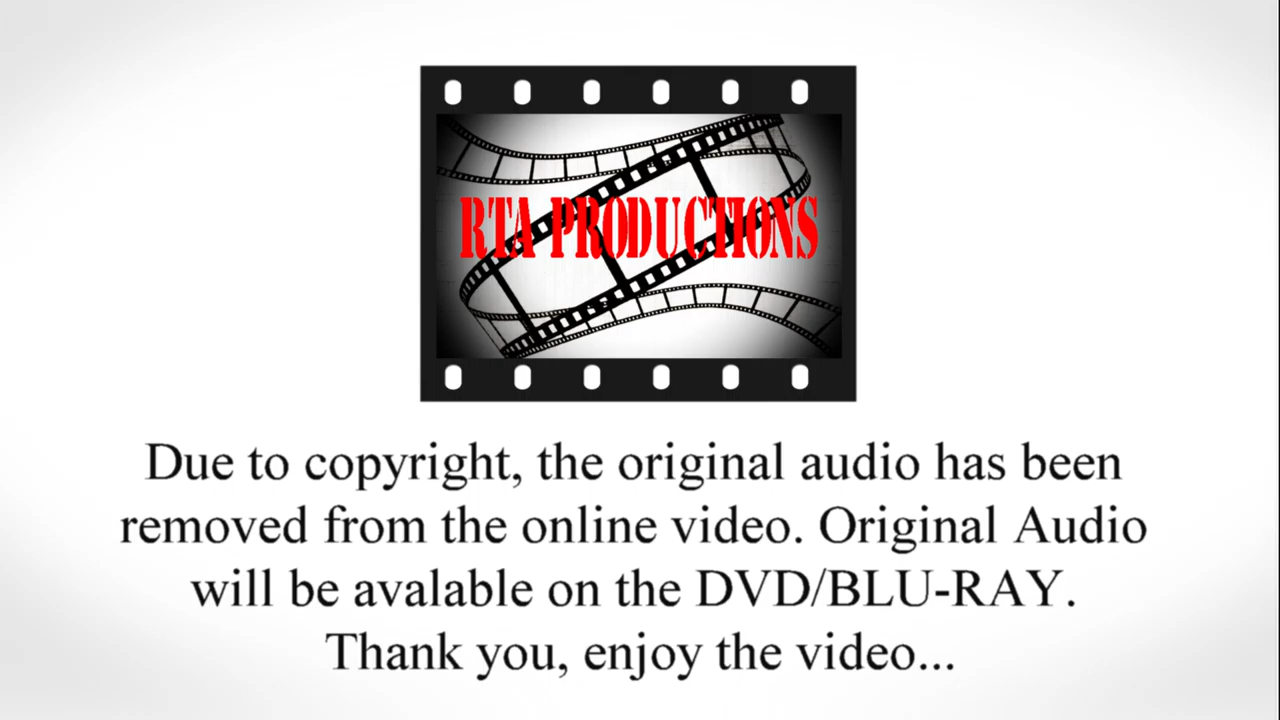 RTA PRODUCTIONS
Due to copyright, the original audio has been
removed from the online video. Original Audio
will be avalable on the DVD/BLU-RAY.
Thank you, enjoy the video...